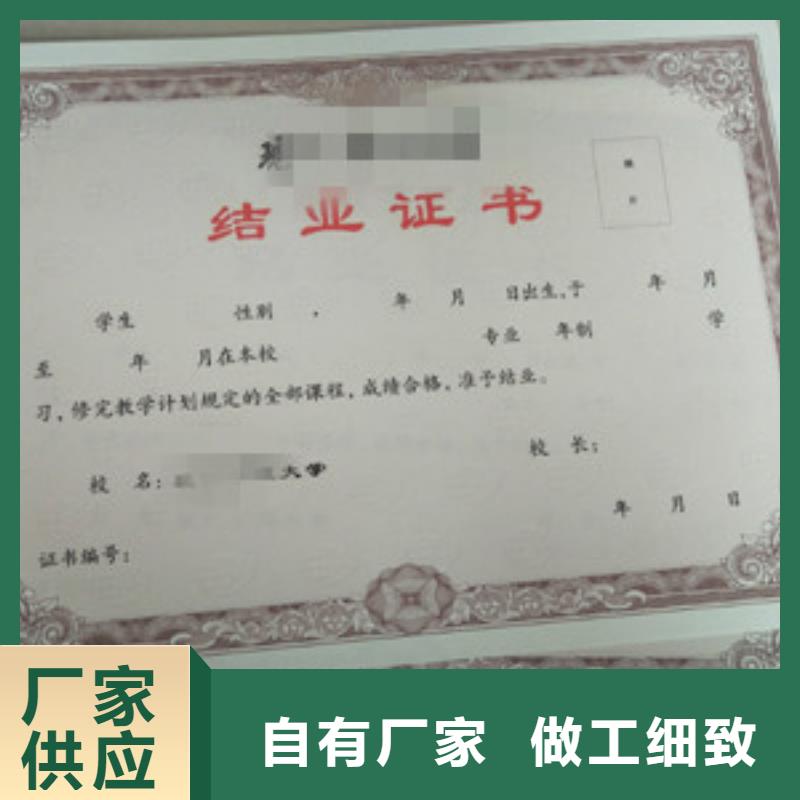 结业证书
学生 性别 , 年 月 日出生,于 年 月
至 年 月在本校 专业 年制 学
习,修完教学计划规定的全部课程,成绩合格,准予结业。
校 名: 大学
校 长:
年 月 日
证书编号:
厂家
供应
自有厂家 做工细致